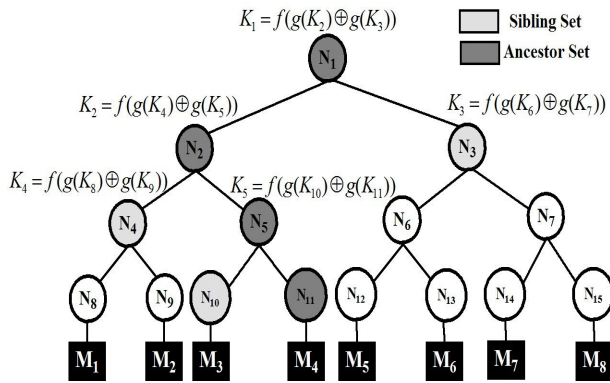 K₁ = f(g(K₂)⊕g(K₃))
Sibling Set
Ancestor Set
N₁
K₂ = f(g(K₄)⊕g(K₅))
K₃ = f(g(K₆)⊕g(K₇))
N₂
N₃
K₄ = f(g(K₈)⊕g(K₉))
K₅ = f(g(K₁₀)⊕g(K₁₁))
N₄
N₅
N₆
N₇
N₈
N₉
N₁₀
N₁₁
N₁₂
N₁₃
N₁₄
N₁₅
M₁
M₂
M₃
M₄
M₅
M₆
M₇
M₈